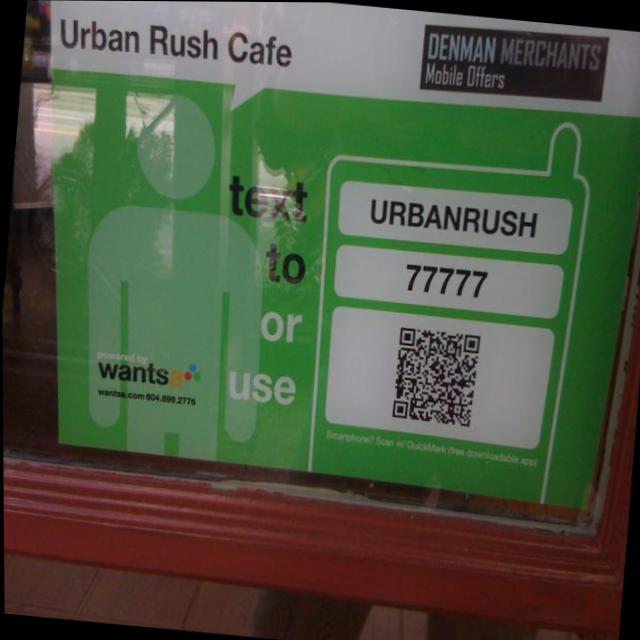 Urban Rush Cafe
DENMAN MERCHANTS
Mobile Offers
text
to
or
use
URBANRUSH
77777
Smartphone? Scan w/ QuickMark (free downloadable app)
powered by
wantsa
wantsa.com 604.899.2776